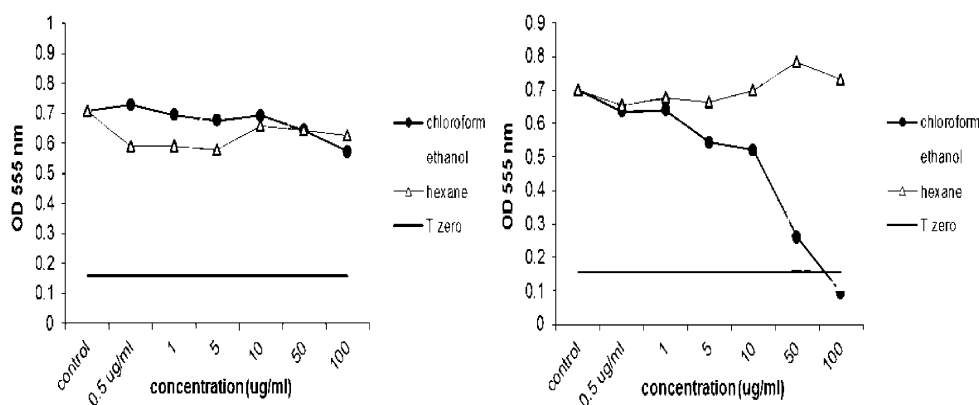 1
0.9
0.8
0.7
0.6
0.5
0.4
0.3
0.2
0.1
0
OD 555 nm
control
0.5 ug/ml
1
5
10
50
100
concentration (ug/ml)
chloroform
ethanol
hexane
T zero
0.9
0.8
0.7
0.6
0.5
0.4
0.3
0.2
0.1
0
OD 555 nm
control
0.5 ug/ml
1
5
10
50
100
concentration (ug/ml)
chloroform
ethanol
hexane
T zero